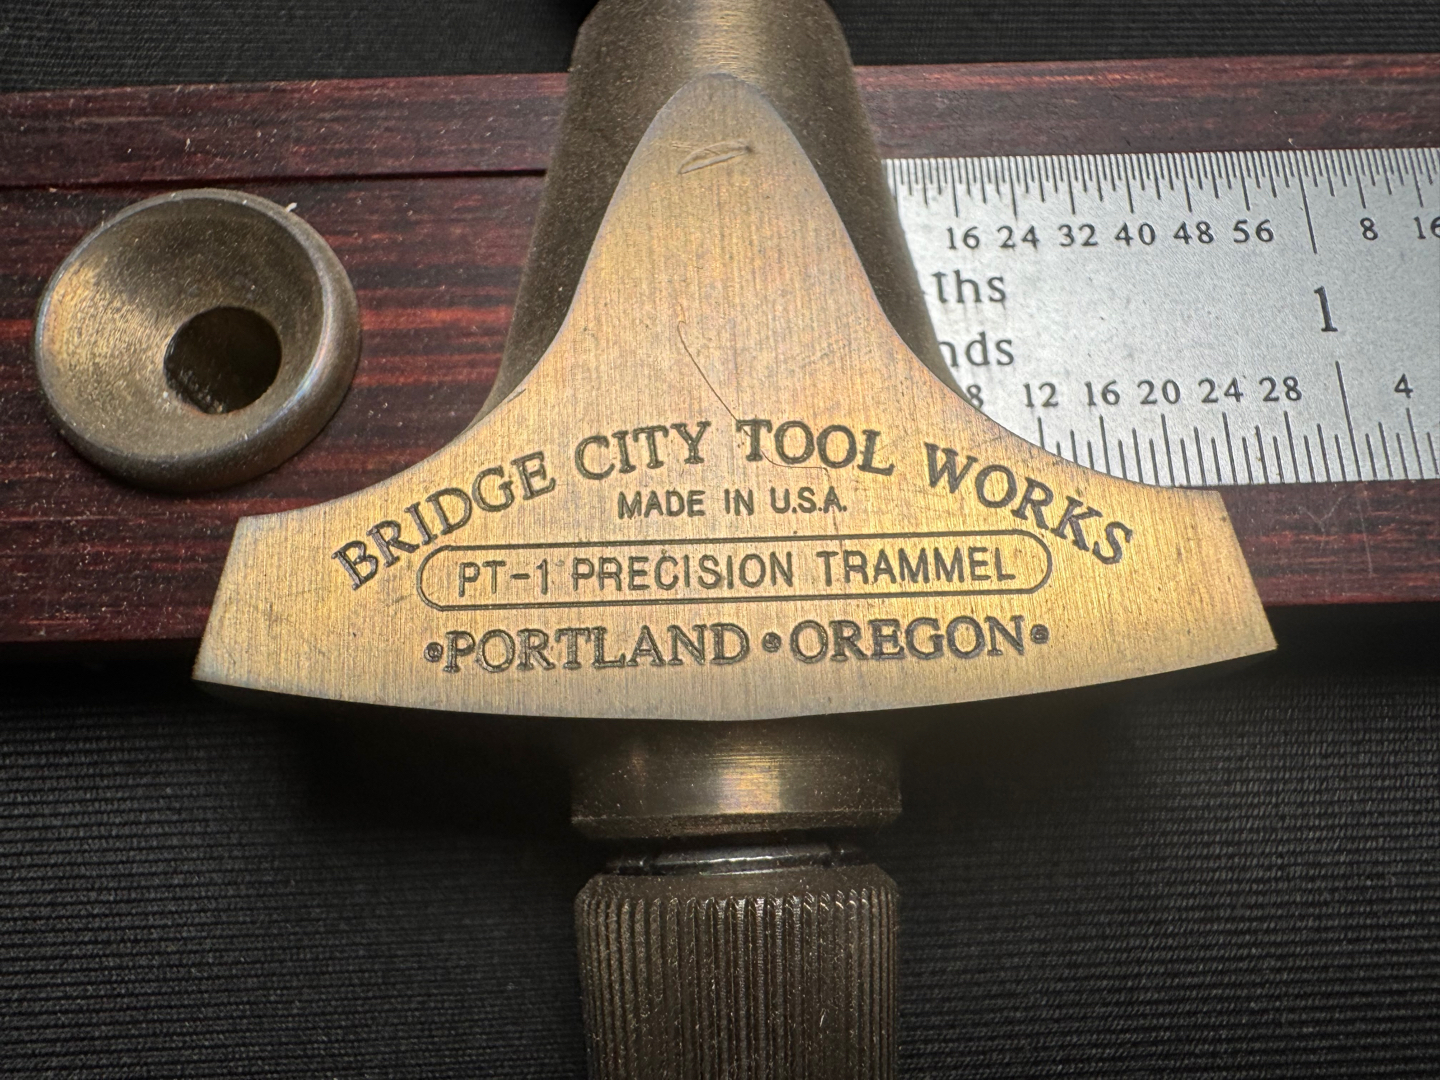 16 24 32 40 48 56 8
ths
1
nds
8 12 16 20 24 28 4
BRIDGE CITY TOOL WORKS
MADE IN U.S.A.
PT-1 PRECISION TRAMMEL
•PORTLAND•OREGON•